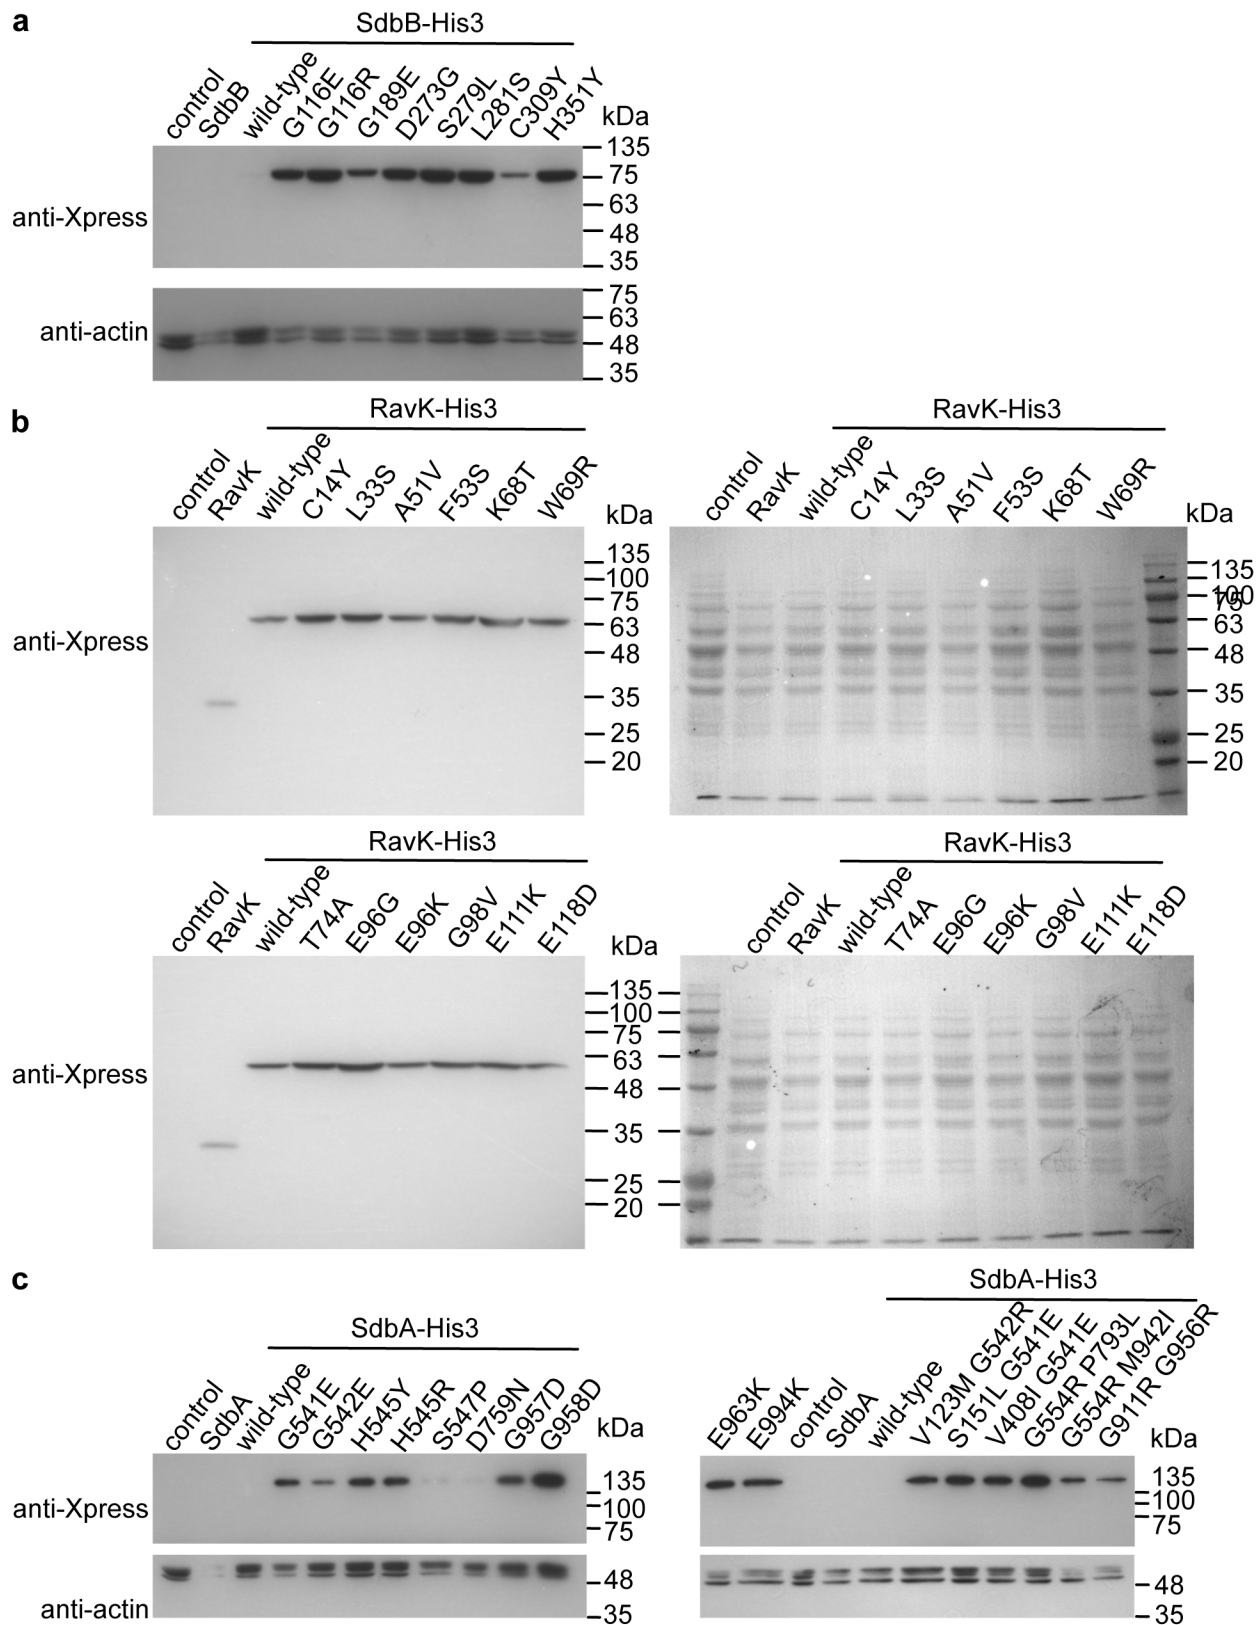 a
SdbB-His3
control
SdbB
wild-type
G116E
G116R
G189E
D273G
S279L
L281S
C309Y
H351Y
kDa
135
75
anti-Xpress
63
48
35
75
anti-actin
63
48
35
b
RavK-His3
control
RavK
wild-type
C14Y
L33S
A51V
F53S
K68T
W69R
kDa
135
100
75
anti-Xpress
63
48
35
25
20
RavK-His3
control
RavK
wild-type
C14Y
L33S
A51V
F53S
K68T
W69R
kDa
135
100
75
63
48
35
25
20
RavK-His3
control
RavK
wild-type
T74A
E96G
E96K
G98V
E111K
E118D
kDa
135
100
75
anti-Xpress
63
48
35
25
20
RavK-His3
control
RavK
wild-type
T74A
E96G
E96K
G98V
E111K
E118D
c
SdbA-His3
control
SdbA
wild-type
G541E
G542E
H545Y
H545R
S547P
D759N
G957D
G958D
kDa
anti-Xpress
135
100
75
anti-actin
48
35
SdbA-His3
E963K
E994K
control
SdbA
wild-type
V123M G542R
S151L G541E
V408I G541E
G554R P793L
G554R M942I
G911R G956R
kDa
135
100
75
48
35